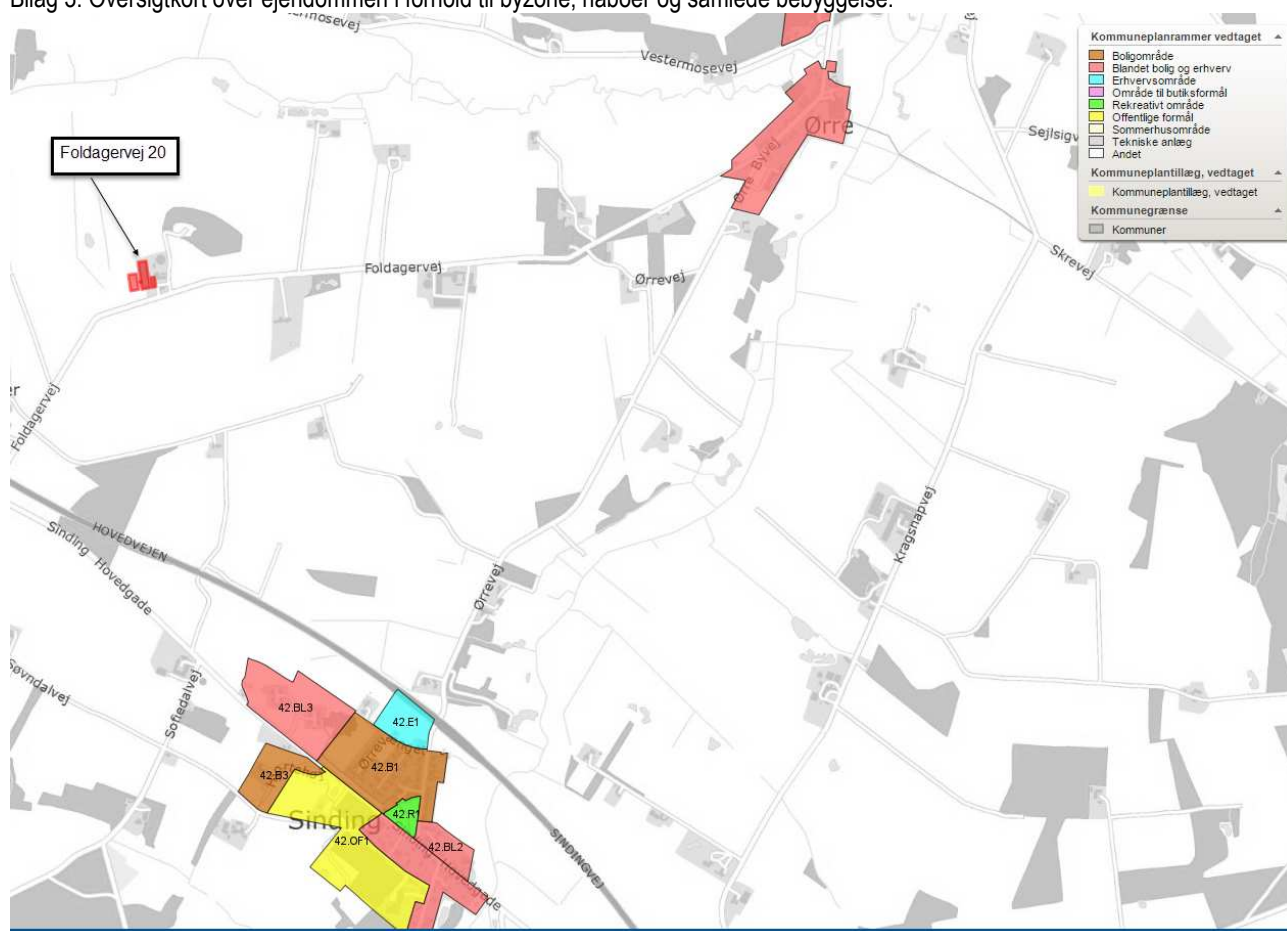 Bilag 3. Oversigtkort over ejendommen i forhold til byzone, naboer og samlede bebyggelse.
Vestermosevej
Kommuneplanrammer vedtaget
Boligområde
Blandet bolig og erhverv
Erhvervsområde
Område til butiksformål
Rekreativt område
Offentlige formål
Sommerhusområde
Tekniske anlæg
Andet
Kommuneplantillæg, vedtaget
Kommuneplantillæg, vedtaget
Kommunegrænse
Kommuner
Ørre
Sejlsigv
Foldagervej 20
Ørre Byvej
Skrevej
Foldagervej
Ørrevej
Foldagervej
Kragsnapvej
HOVEDVEJEN
Sinding Hovedgade
Ørrevej
Søvndalvej
Sofiedalvej
42.BL3
42.E1
42.B1
42.B3
42.R1
Sinding
42.OF1
42.BL2
Hovedgade
SINDINGVEJ